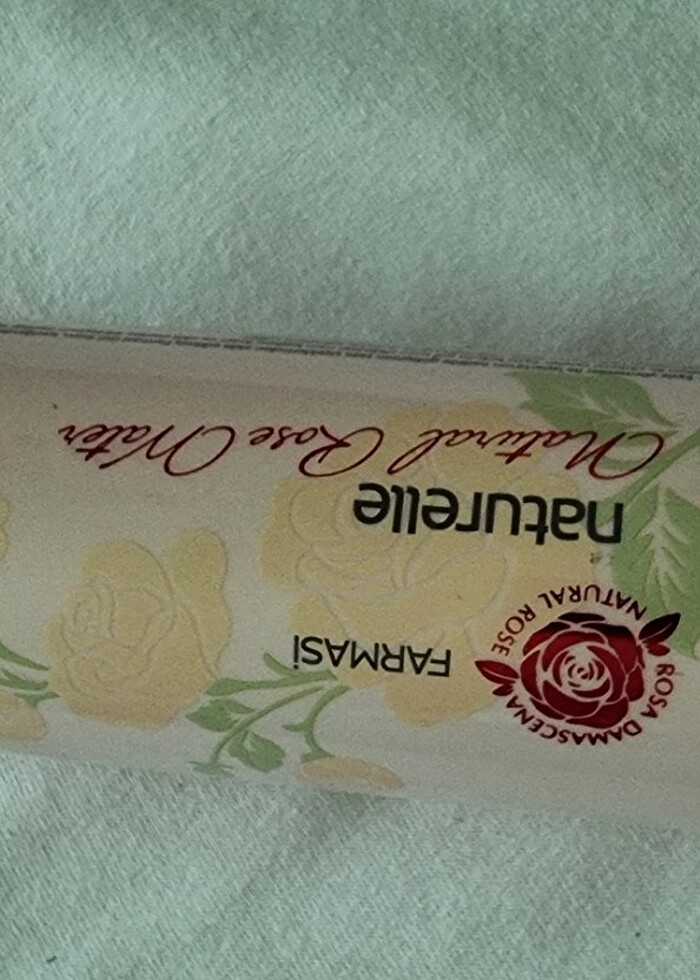 ROSA DAMASCENA
NATURAL ROSE
FARMASi
naturelle
Natural Rose Water